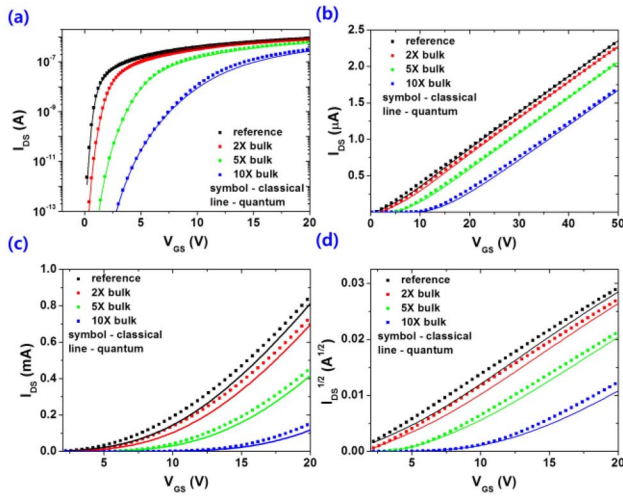 (a)
I_DS (A)
10^-7
10^-9
10^-11
10^-13
reference
2X bulk
5X bulk
10X bulk
symbol - classical
line - quantum
0 5 10 15 20
V_GS (V)
(b)
I_DS (μA)
2.5
2.0
1.5
1.0
0.5
reference
2X bulk
5X bulk
10X bulk
symbol - classical
line - quantum
0 10 20 30 40 50
V_GS (V)
(c)
I_DS (mA)
1.0
0.8
0.6
0.4
0.2
0.0
reference
2X bulk
5X bulk
10X bulk
symbol - classical
line - quantum
5 10 15 20
V_GS (V)
(d)
I_DS^1/2 (A^1/2)
0.03
0.02
0.01
0.00
reference
2X bulk
5X bulk
10X bulk
symbol - classical
line - quantum
5 10 15 20
V_GS (V)